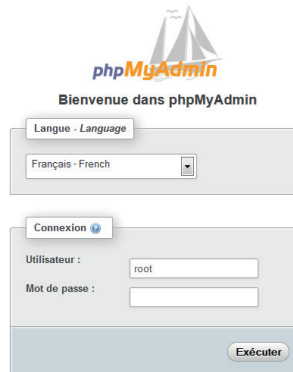 phpMyAdmin
Bienvenue dans phpMyAdmin
Langue - Language
Français - French
Connexion
Utilisateur :
root
Mot de passe :
Exécuter